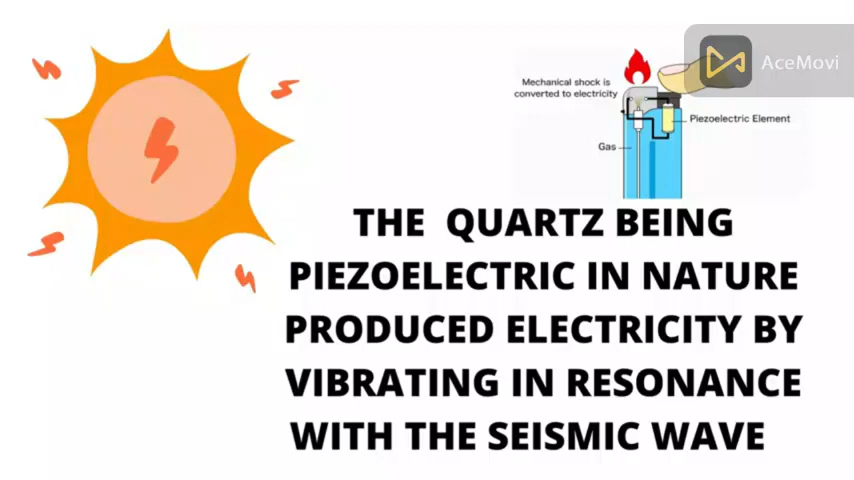 AceMovi
Mechanical shock is
converted to electricity
Piezoelectric Element
Gas
THE QUARTZ BEING
PIEZOELECTRIC IN NATURE
PRODUCED ELECTRICITY BY
VIBRATING IN RESONANCE
WITH THE SEISMIC WAVE